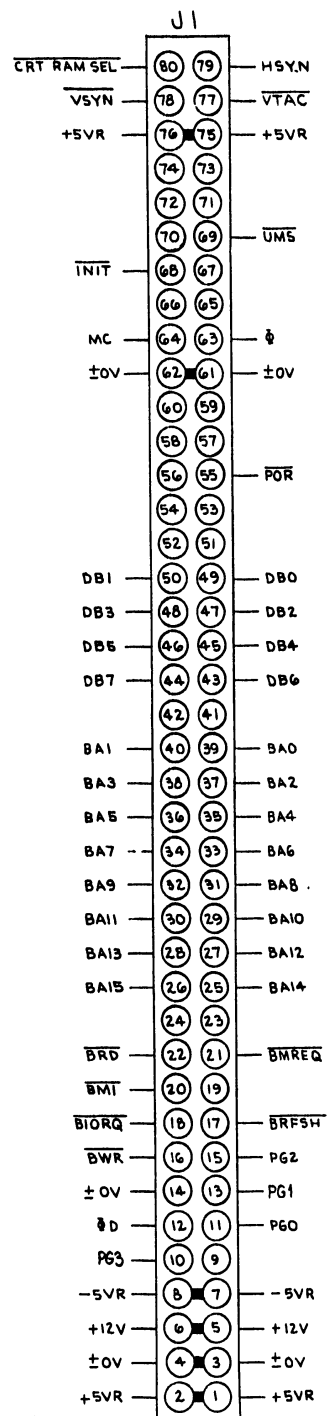 J1
CRT RAM SEL 80 79 HSYN
VSYN 78 77 VTAC
+5VR 76 75 +5VR
74 73
72 71
70 69 UMS
INIT 68 67
66 65
MC 64 63 Φ
±0V 62 61 ±0V
60 59
58 57
56 55 POR
54 53
52 51
DB1 50 49 DB0
DB3 48 47 DB2
DB5 46 45 DB4
DB7 44 43 DB6
42 41
BA1 40 39 BA0
BA3 38 37 BA2
BA5 36 35 BA4
BA7 34 33 BA6
BA9 32 31 BA8
BA11 30 29 BA10
BA13 28 27 BA12
BA15 26 25 BA14
24 23
BRD 22 21 BMREQ
BM1 20 19
BIORQ 18 17 BRFSH
BWR 16 15 PG2
±0V 14 13 PG1
ΦD 12 11 PG0
PG3 10 9
-5VR 8 7 -5VR
+12V 6 5 +12V
±0V 4 3 ±0V
+5VR 2 1 +5VR